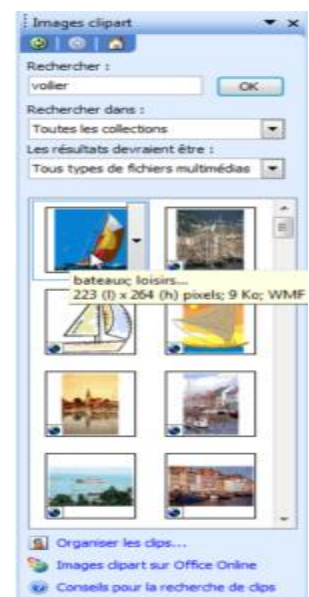 Images clipart
Rechercher :
voilier
OK
Rechercher dans :
Toutes les collections
Les résultats devraient être :
Tous types de fichiers multimédias
bateaux; loisirs...
223 (l) x 264 (h) pixels; 9 Ko; WMF
Organiser les clips...
Images clipart sur Office Online
Conseils pour la recherche de clips